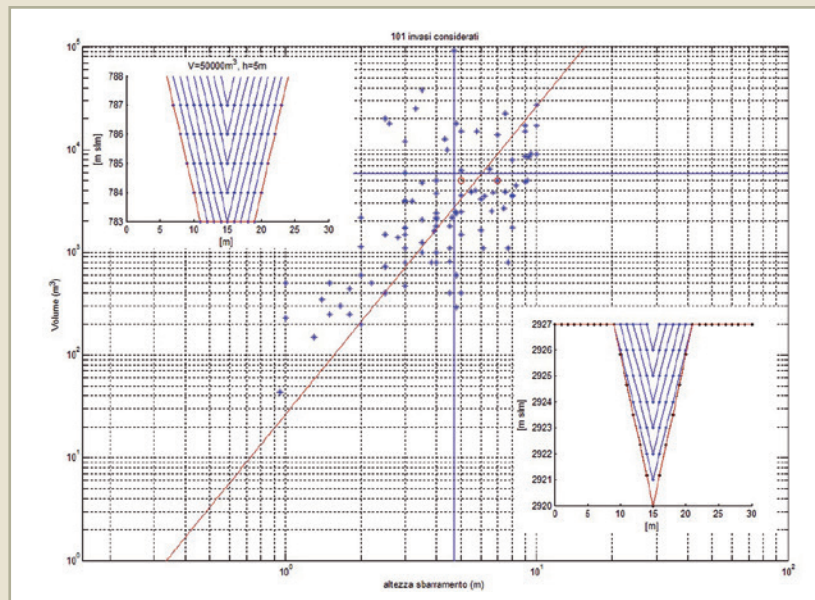 101 invasi considerati
10⁵
10⁴
10³
10²
10¹
10⁰
Volume (m³)
10⁰
10¹
10²
altezza sbarramento (m)
V=50000m³, h=5m
788
787
786
785
784
783
[m slm]
0 5 10 15 20 25 30
[m]
2927
2926
2925
2924
2923
2922
2921
2920
[m slm]
0 5 10 15 20 25 30
[m]